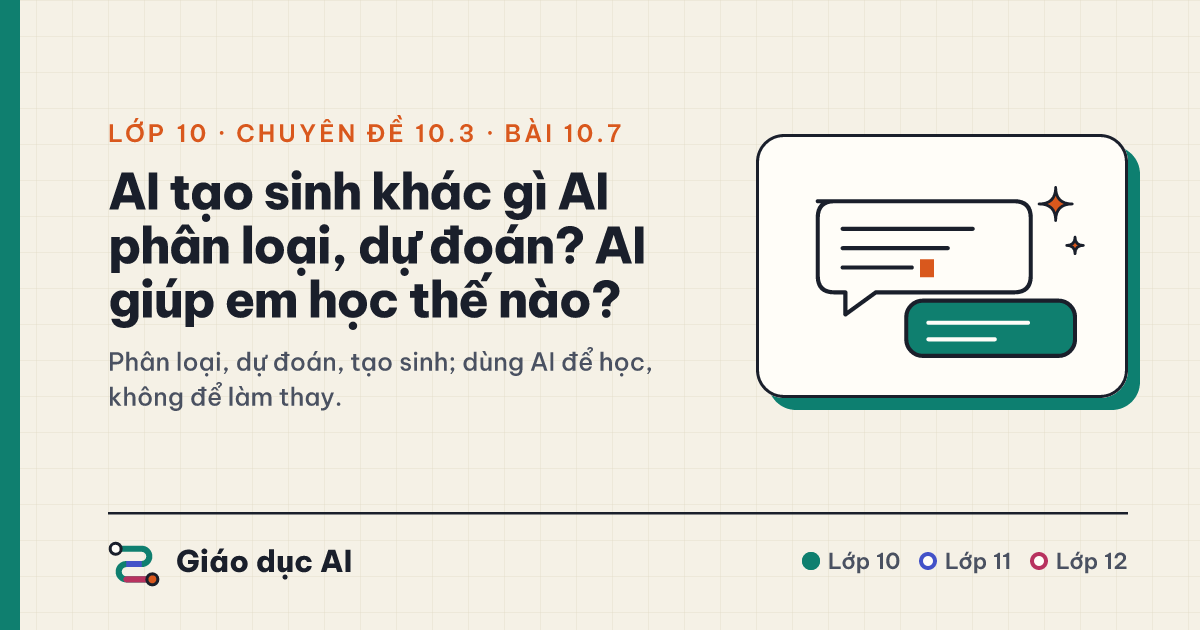 LỚP 10 · CHUYÊN ĐỀ 10.3 · BÀI 10.7
AI tạo sinh khác gì AI
phân loại, dự đoán? AI
giúp em học thế nào?
Phân loại, dự đoán, tạo sinh; dùng AI để học,
không để làm thay.
Giáo dục AI
Lớp 10
Lớp 11
Lớp 12